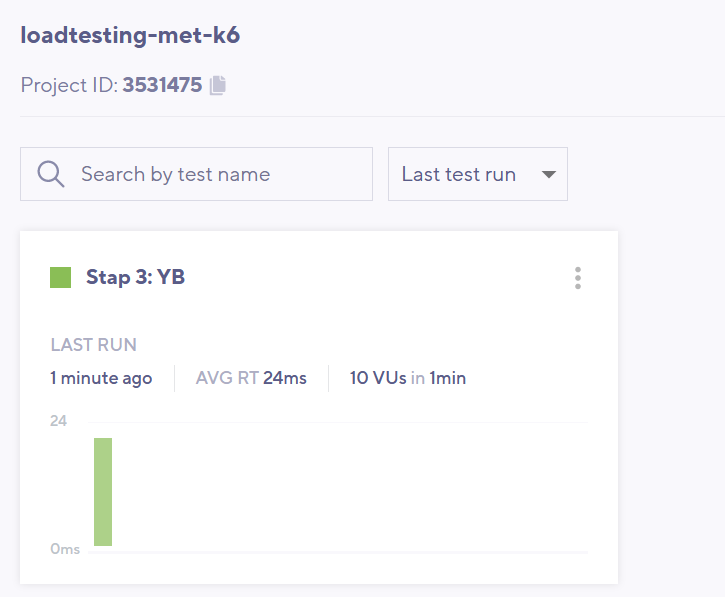 loadtesting-met-k6
Project ID: 3531475
Search by test name
Last test run
Stap 3: YB
LAST RUN
1 minute ago
AVG RT 24ms
10 VUs in 1min
24
0ms